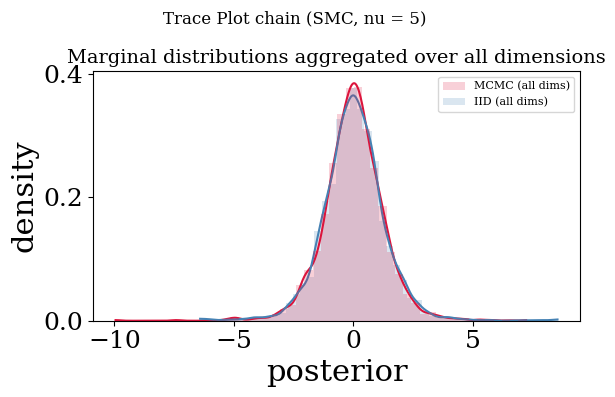 Trace Plot chain (SMC, nu = 5)
Marginal distributions aggregated over all dimensions
MCMC (all dims)
IID (all dims)
density
0.4
0.2
0.0
−10
−5
0
5
posterior